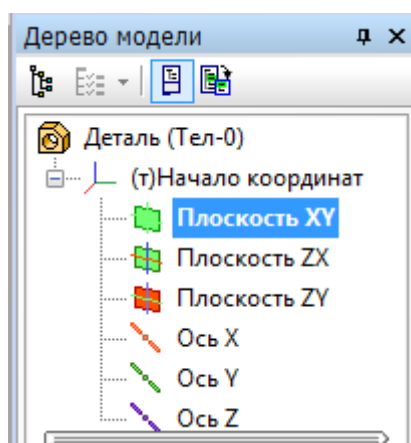 Дерево модели
Деталь (Тел-0)
(т)Начало координат
Плоскость XY
Плоскость ZX
Плоскость ZY
Ось X
Ось Y
Ось Z